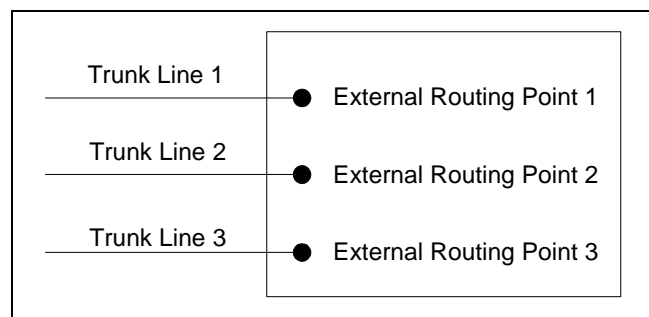 Trunk Line 1
External Routing Point 1
Trunk Line 2
External Routing Point 2
Trunk Line 3
External Routing Point 3